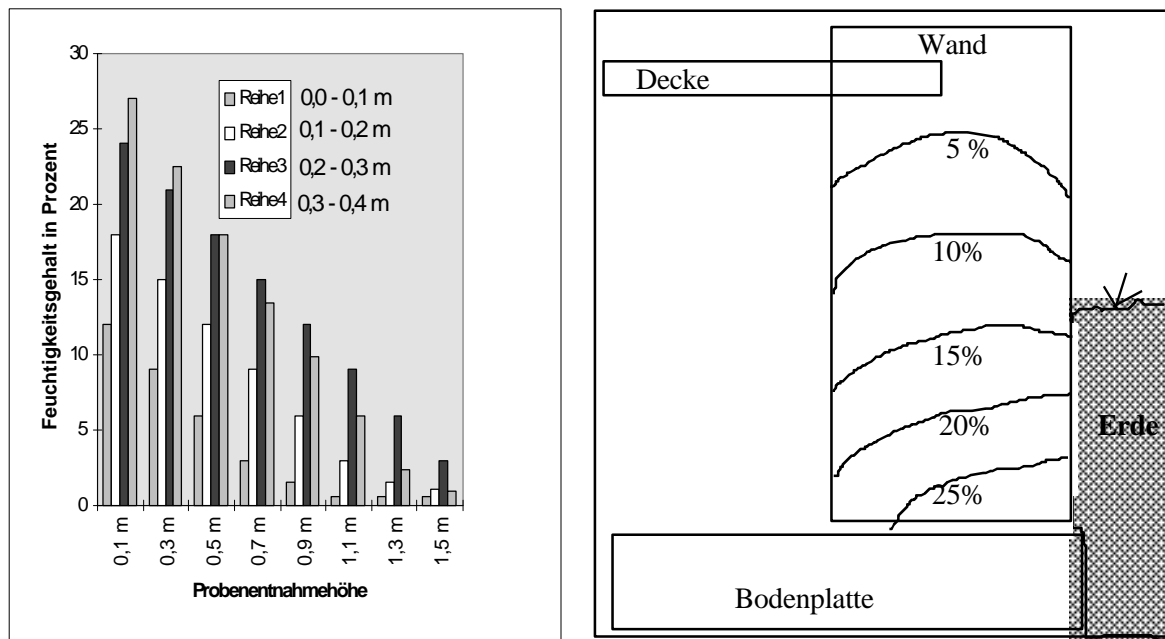 30
25
20
15
10
5
0
Feuchtigkeitsgehalt in Prozent
Reihe1 0,0 - 0,1 m
Reihe2 0,1 - 0,2 m
Reihe3 0,2 - 0,3 m
Reihe4 0,3 - 0,4 m
0,1 m
0,3 m
0,5 m
0,7 m
0,9 m
1,1 m
1,3 m
1,5 m
Probenentnahmehöhe
Wand
Decke
5 %
10%
15%
20%
25%
Erde
Bodenplatte